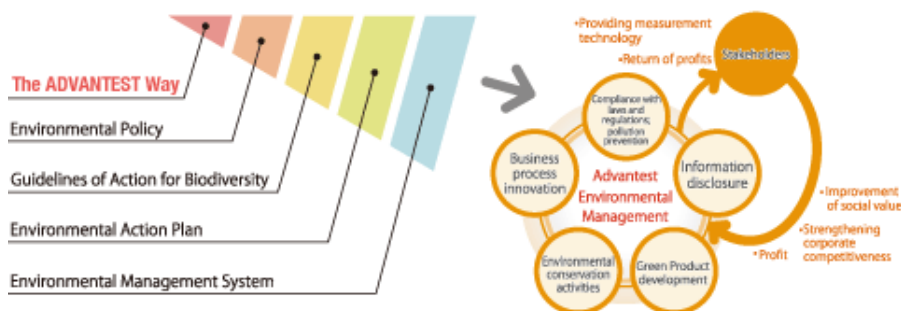 The ADVANTEST Way
Environmental Policy
Guidelines of Action for Biodiversity
Environmental Action Plan
Environmental Management System
•Providing measurement
technology
•Return of profits
Stakeholders
Compliance with
laws and
regulations;
pollution
prevention
Business
process
innovation
Advantest
Environmental
Management
Information
disclosure
•Improvement
of social value
•Strengthening
corporate
competitiveness
•Profit
Environmental
conservation
activities
Green Product
development